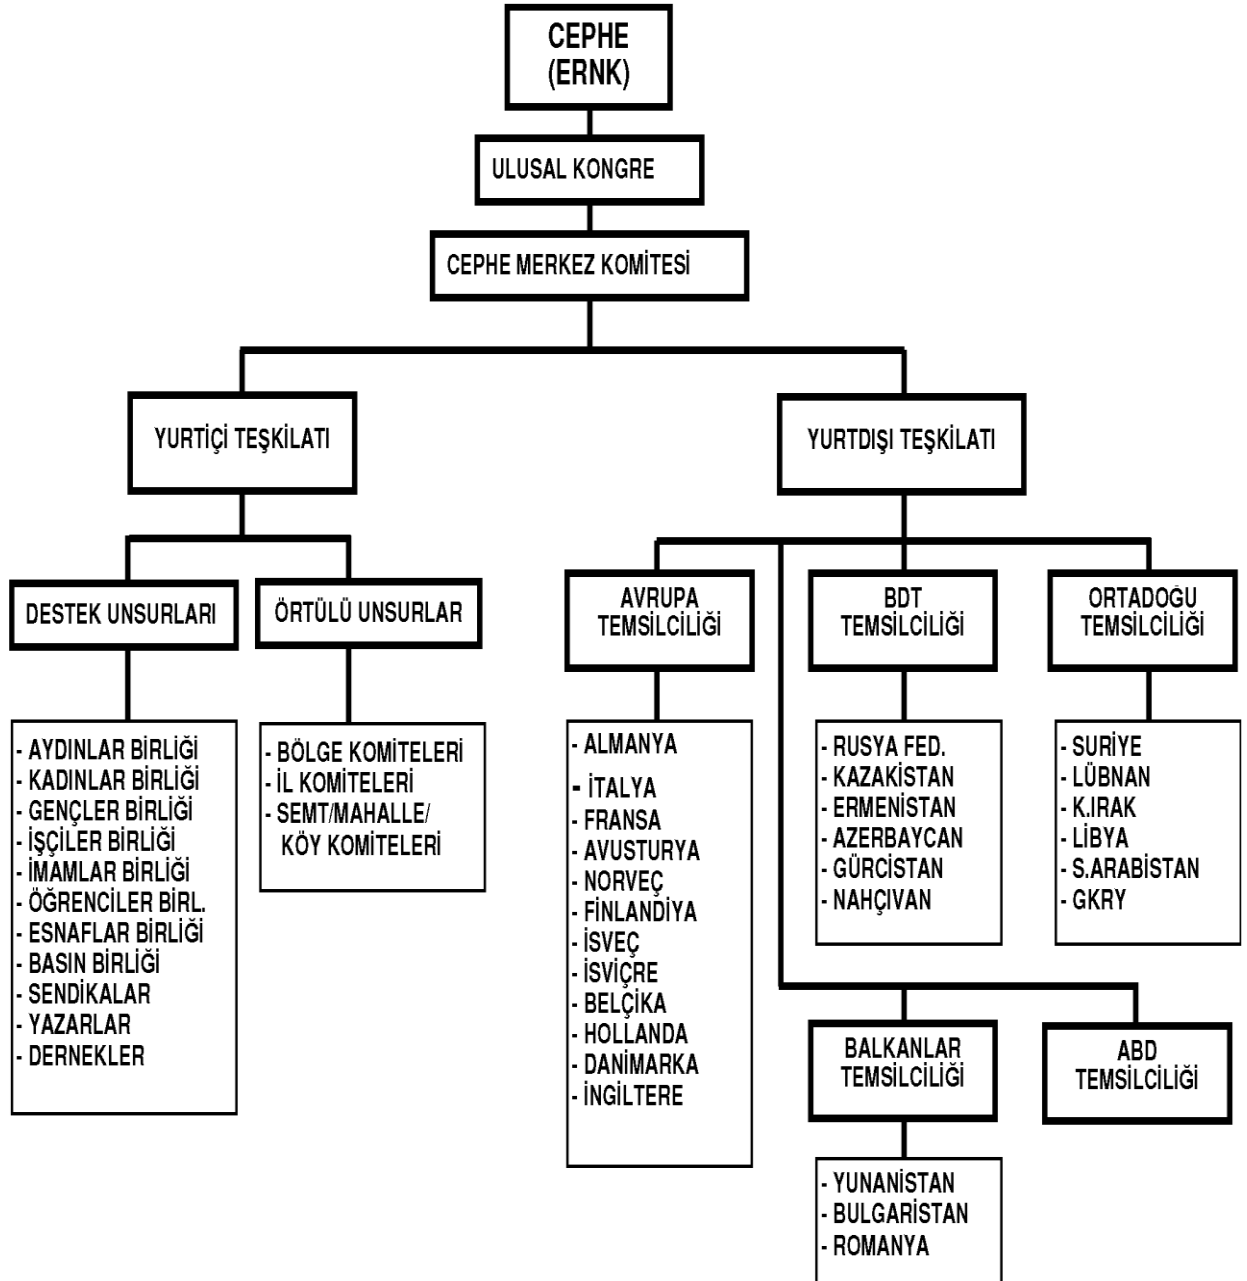 CEPHE
(ERNK)
ULUSAL KONGRE
CEPHE MERKEZ KOMİTESİ
YURTİÇİ TEŞKİLATI
YURTDIŞI TEŞKİLATI
DESTEK UNSURLARI
ÖRTÜLÜ UNSURLAR
AVRUPA
TEMSİLCİLİĞİ
BDT
TEMSİLCİLİĞİ
ORTADOĞU
TEMSİLCİLİĞİ
- AYDINLAR BİRLİĞİ
- KADINLAR BİRLİĞİ
- GENÇLER BİRLİĞİ
- İŞÇİLER BİRLİĞİ
- İMAMLAR BİRLİĞİ
- ÖĞRENCİLER BİRL.
- ESNAFLAR BİRLİĞİ
- BASIN BİRLİĞİ
- SENDİKALAR
- YAZARLAR
- DERNEKLER
- BÖLGE KOMİTELERİ
- İL KOMİTELERİ
- SEMT/MAHALLE/
KÖY KOMİTELERİ
- ALMANYA
- İTALYA
- FRANSA
- AVUSTURYA
- NORVEÇ
- FİNLANDİYA
- İSVEÇ
- İSVİÇRE
- BELÇİKA
- HOLLANDA
- DANİMARKA
- İNGİLTERE
- RUSYA FED.
- KAZAKİSTAN
- ERMENİSTAN
- AZERBAYCAN
- GÜRCİSTAN
- NAHÇIVAN
- SURİYE
- LÜBNAN
- K.IRAK
- LİBYA
- S.ARABİSTAN
- GKRY
BALKANLAR
TEMSİLCİLİĞİ
ABD
TEMSİLCİLİĞİ
- YUNANİSTAN
- BULGARİSTAN
- ROMANYA